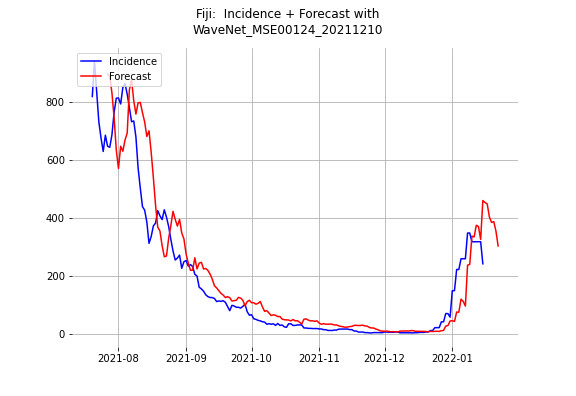 Fiji:  Incidence + Forecast with
WaveNet_MSE00124_20211210
Incidence
Forecast
800
600
400
200
0
2021-08
2021-09
2021-10
2021-11
2021-12
2022-01